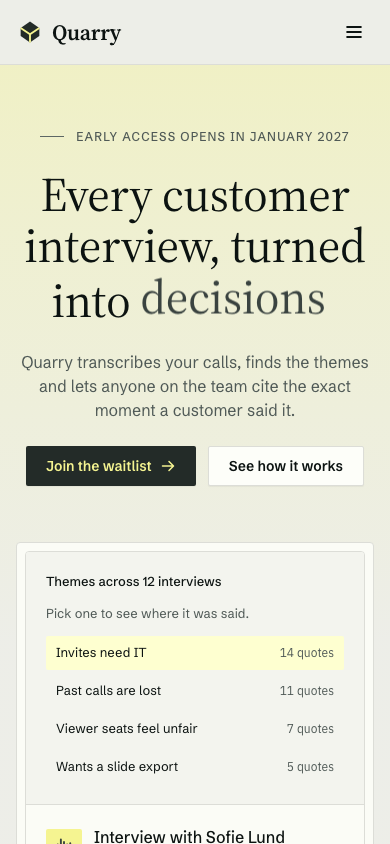 Quarry
EARLY ACCESS OPENS IN JANUARY 2027
Every customer
interview, turned
into decisions
Quarry transcribes your calls, finds the themes
and lets anyone on the team cite the exact
moment a customer said it.
Join the waitlist →
See how it works
Themes across 12 interviews
Pick one to see where it was said.
Invites need IT 14 quotes
Past calls are lost 11 quotes
Viewer seats feel unfair 7 quotes
Wants a slide export 5 quotes
Interview with Sofie Lund